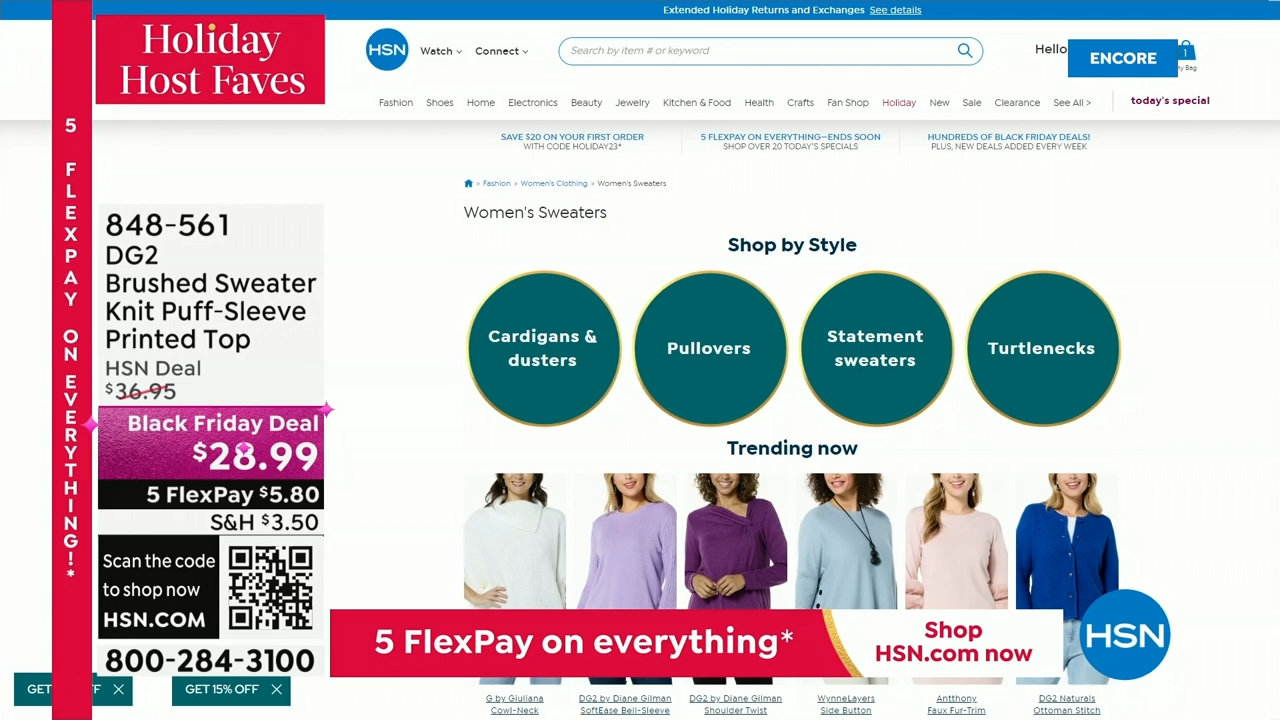 Extended Holiday Returns and Exchanges See details
Holiday
Host Faves
HSN
Watch
Connect
Search by item # or keyword
Hello
ENCORE
1
Fashion Shoes Home Electronics Beauty Jewelry Kitchen & Food Health Crafts Fan Shop Holiday New Sale Clearance See All > today's special
SAVE $20 ON YOUR FIRST ORDER
WITH CODE HOLIDAY23*
5 FLEXPAY ON EVERYTHING—ENDS SOON
SHOP OVER 20 TODAY'S SPECIALS
HUNDREDS OF BLACK FRIDAY DEALS!
PLUS, NEW DEALS ADDED EVERY WEEK
5 FLEXPAY ON EVERYTHING!*
> Fashion > Women's Clothing > Women's Sweaters
Women's Sweaters
Shop by Style
Cardigans &
dusters
Pullovers
Statement
sweaters
Turtlenecks
Trending now
848-561
DG2
Brushed Sweater
Knit Puff-Sleeve
Printed Top
HSN Deal
$36.95
Black Friday Deal
$28.99
5 FlexPay $5.80
S&H $3.50
Scan the code
to shop now
HSN.COM
800-284-3100
5 FlexPay on everything*
Shop
HSN.com now
HSN
GET
GET 15% OFF
G by Giuliana
Cowl-Neck
DG2 by Diane Gilman
SoftEase Bell-Sleeve
DG2 by Diane Gilman
Shoulder Twist
WynneLayers
Side Button
Antthony
Faux Fur-Trim
DG2 Naturals
Ottoman Stitch